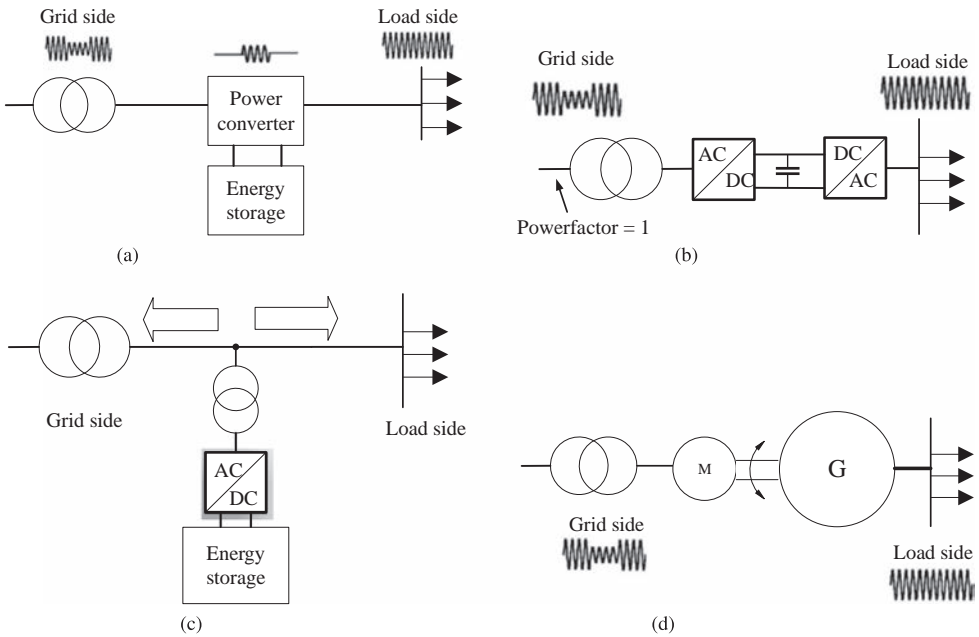 Grid side
Load side
Power
converter
Energy
storage
(a)
Grid side
Load side
AC
DC
DC
AC
Powerfactor = 1
(b)
Grid side
Load side
AC
DC
Energy
storage
(c)
M
G
Grid side
Load side
(d)